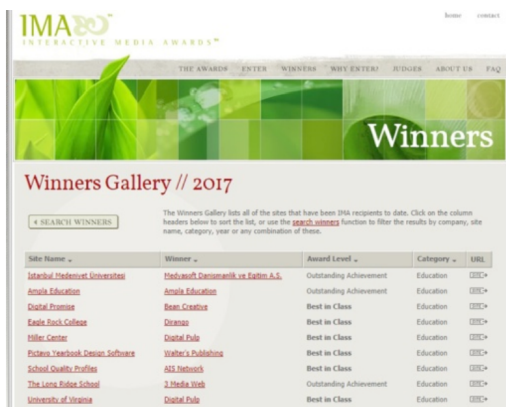 home contact
IMA
INTERACTIVE MEDIA AWARDS™
THE AWARDS ENTER WINNERS WHY ENTER? JUDGES ABOUT US FAQ
Winners
Winners Gallery // 2017
SEARCH WINNERS
The Winners Gallery lists all of the sites that have been IMA recipients to date. Click on the column
headers below to sort the list, or use the search winners function to filter the results by company, site
name, category, year or any combination of these.
Site Name Winner Award Level Category URL
İstanbul Medeniyet Üniversitesi Medyasoft Danismanlik ve Egitim A.S. Outstanding Achievement Education
Ampla Education Ampla Education Outstanding Achievement Education
Digital Promise Bean Creative Best in Class Education
Eagle Rock College Dirango Best in Class Education
Miller Center Digital Pulp Best in Class Education
Pictavo Yearbook Design Software Walter's Publishing Best in Class Education
School Quality Profiles AIS Network Best in Class Education
The Long Ridge School 3 Media Web Outstanding Achievement Education
University of Virginia Digital Pulp Best in Class Education